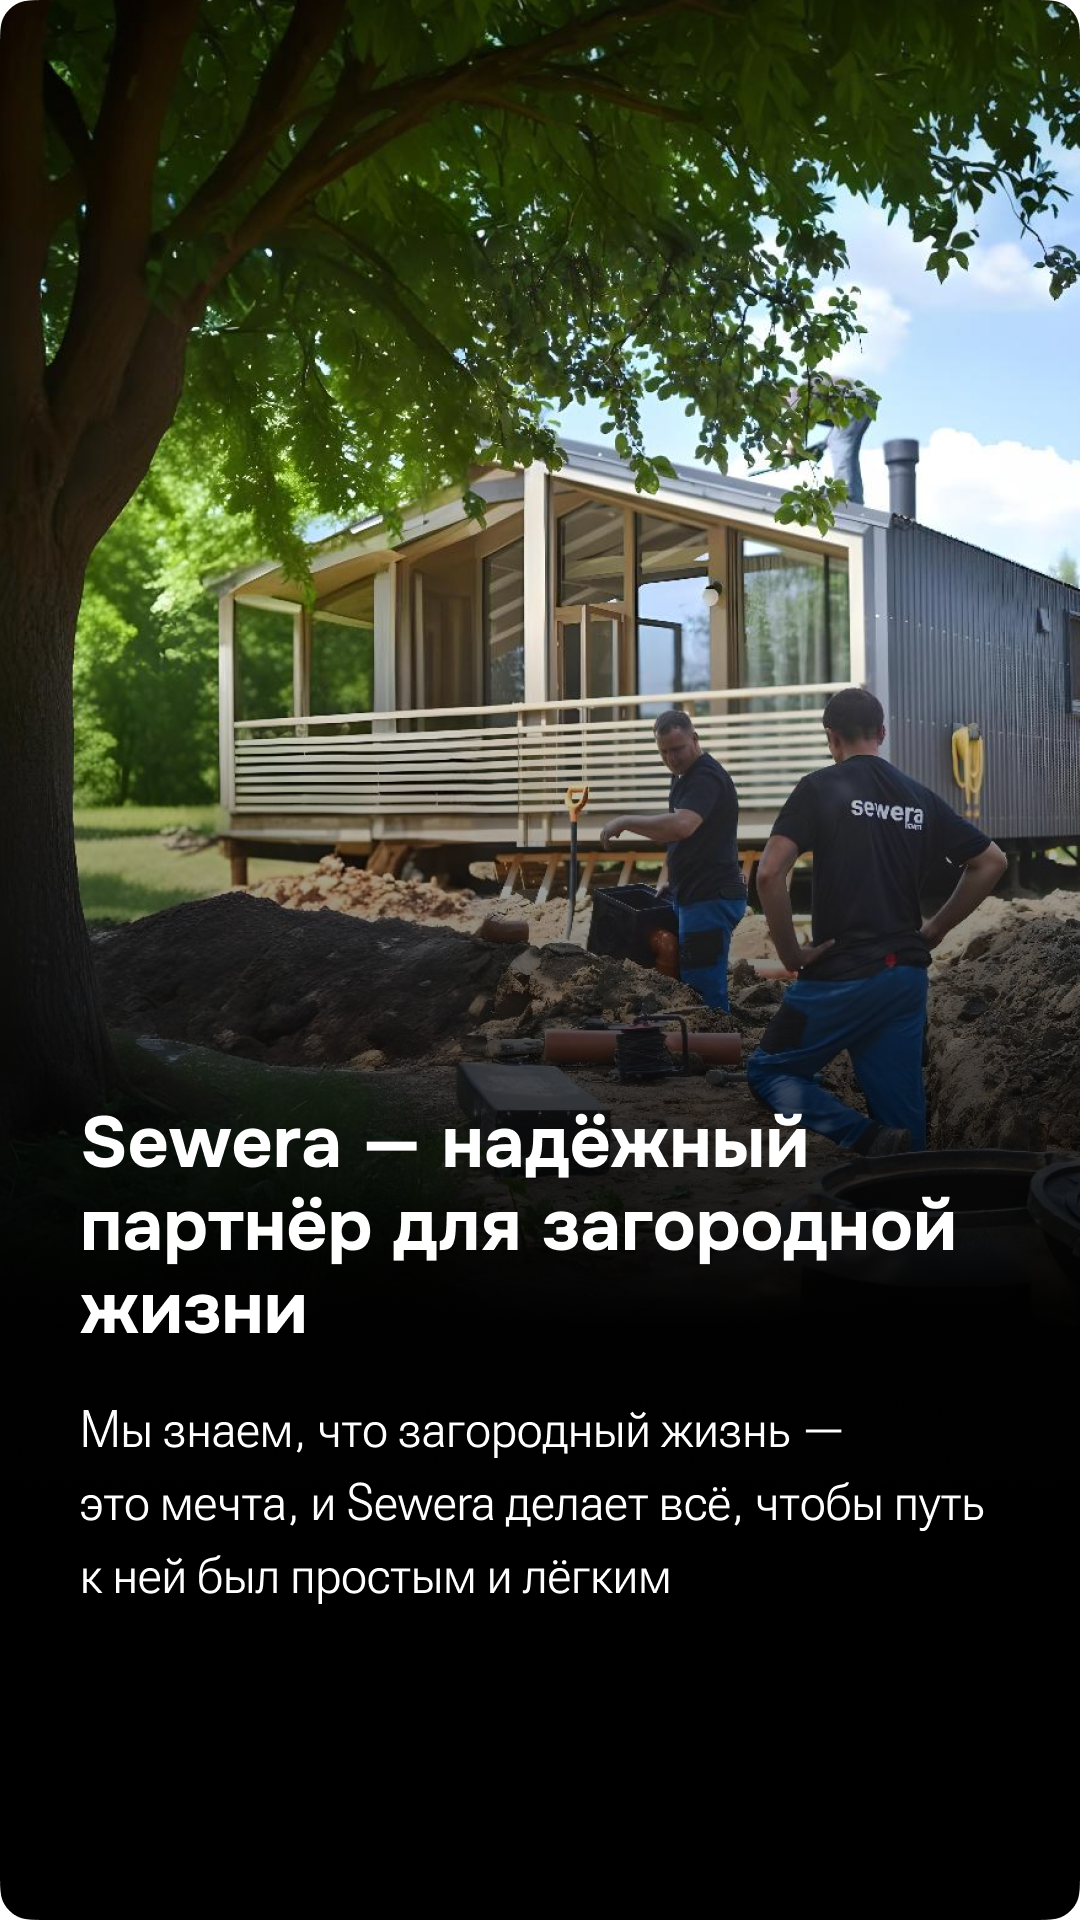 sewera
Sewera — надёжный
партнёр для загородной
жизни
Мы знаем, что загородный жизнь —
это мечта, и Sewera делает всё, чтобы путь
к ней был простым и лёгким